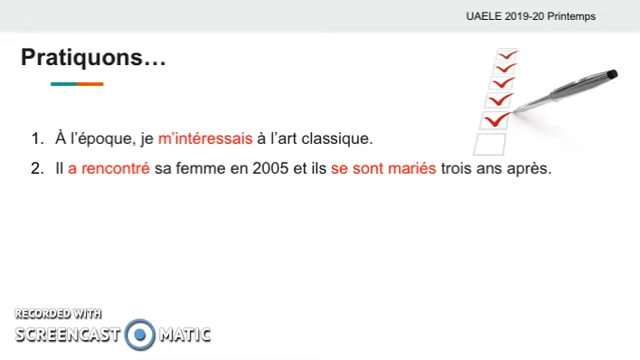 UAELE 2019-20 Printemps
Pratiquons…
1. À l’époque, je m’intéressais à l’art classique.
2. Il a rencontré sa femme en 2005 et ils se sont mariés trois ans après.
RECORDED WITH
SCREENCAST MATIC